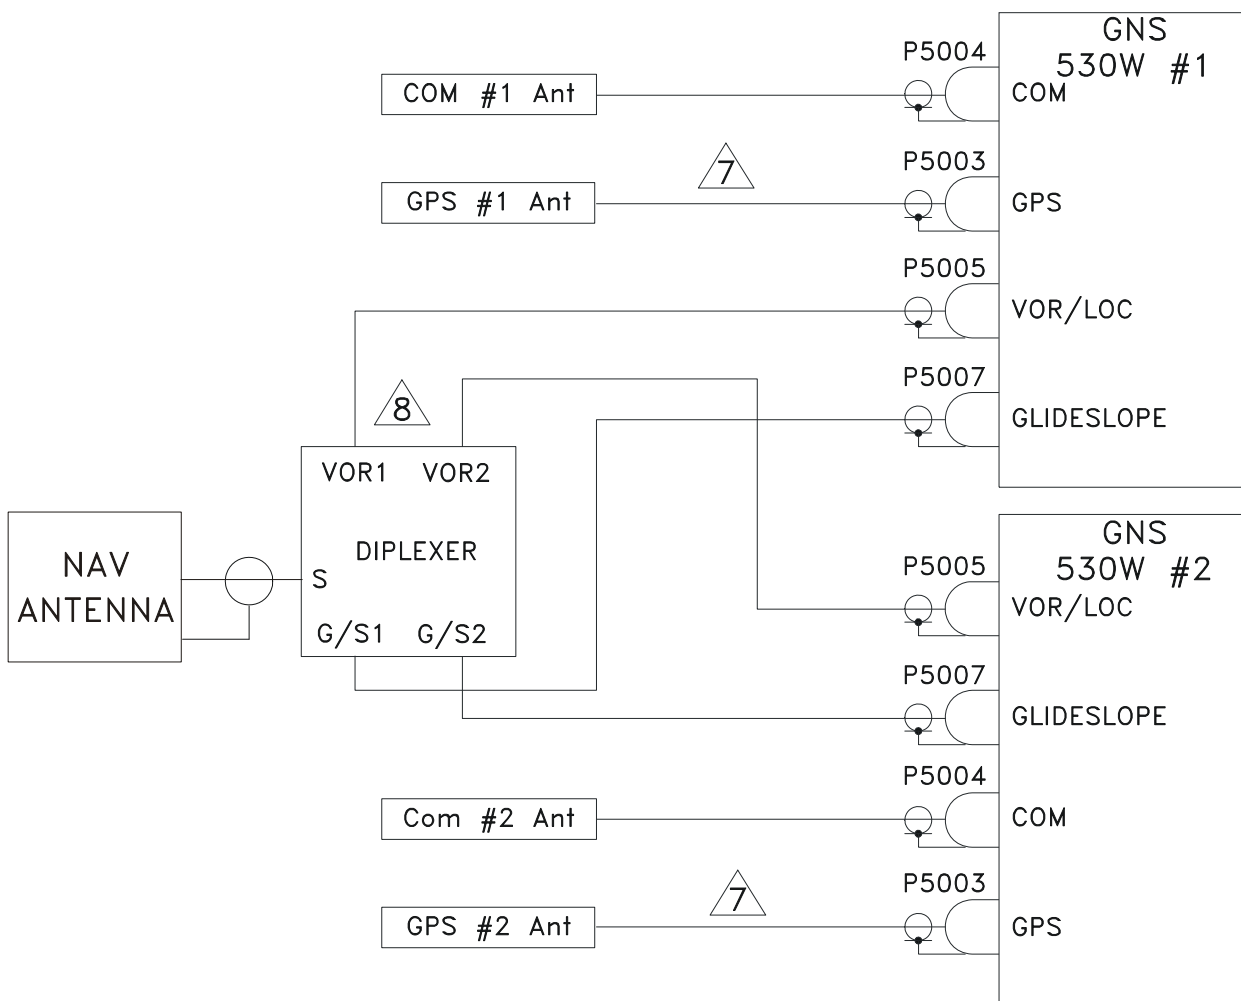 GNS
530W #1
P5004
COM #1 Ant
COM
P5003
7
GPS #1 Ant
GPS
P5005
VOR/LOC
P5007
8
GLIDESLOPE
VOR1 VOR2
DIPLEXER
NAV
ANTENNA
S
G/S1 G/S2
GNS
530W #2
P5005
VOR/LOC
P5007
GLIDESLOPE
P5004
Com #2 Ant
COM
P5003
7
GPS #2 Ant
GPS